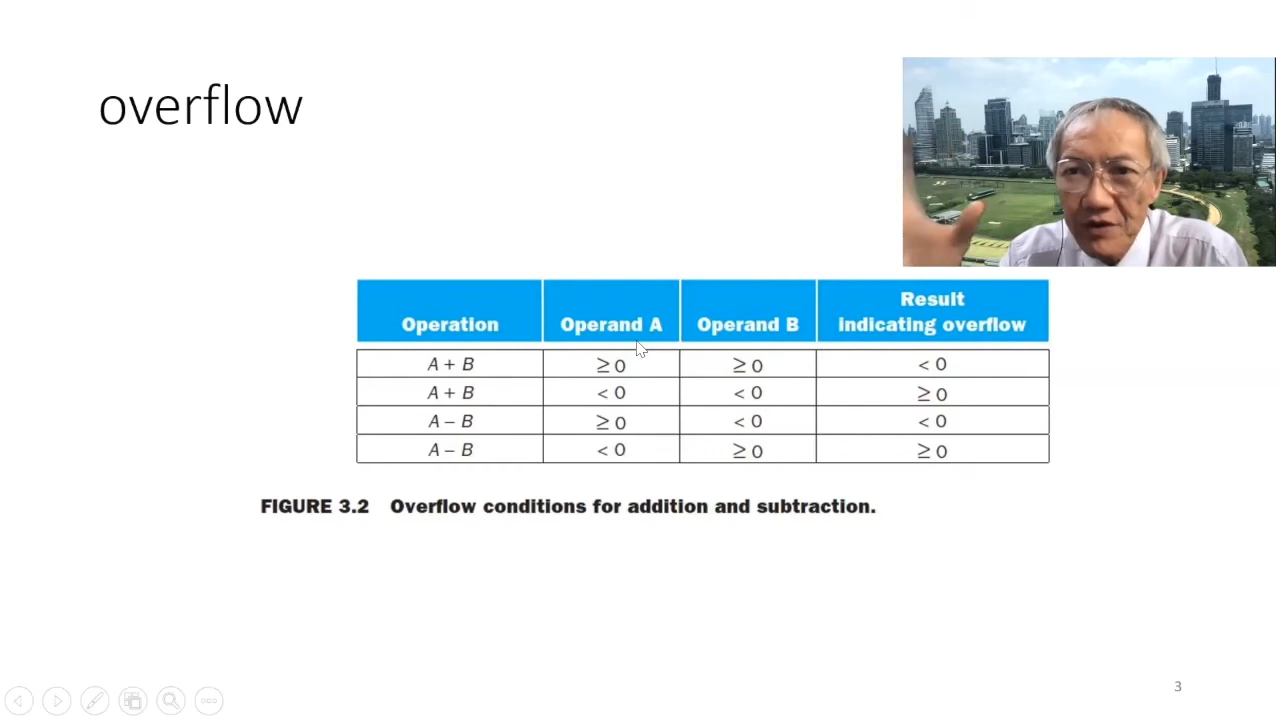 overflow
Operation Operand A Operand B Result indicating overflow
A + B ≥ 0 ≥ 0 < 0
A + B < 0 < 0 ≥ 0
A – B ≥ 0 < 0 < 0
A – B < 0 ≥ 0 ≥ 0
FIGURE 3.2 Overflow conditions for addition and subtraction.
3